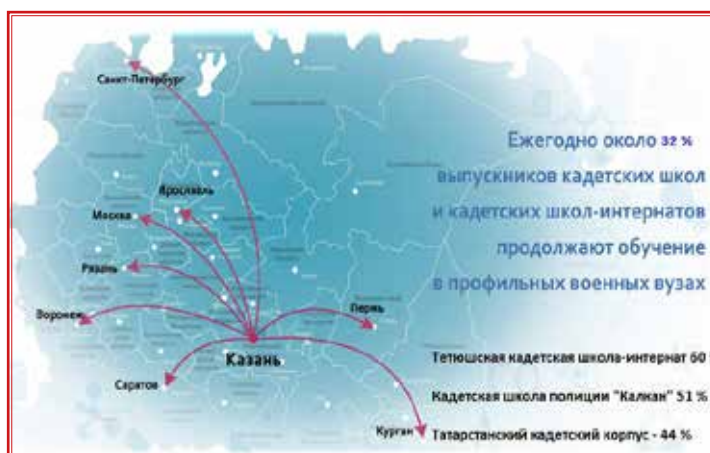 Санкт-Петербург
Ярославль
Москва
Рязань
Воронеж
Пермь
Казань
Саратов
Курган
Ежегодно около 32 %
выпускников кадетских школ
и кадетских школ-интернатов
продолжают обучение
в профильных военных вузах
Тетюшская кадетская школа-интернат 60
Кадетская школа полиции "Калкан" 51 %
Татарстанский кадетский корпус - 44 %